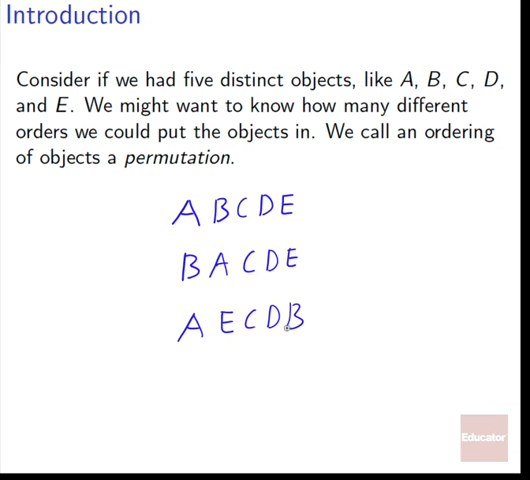 Introduction
Consider if we had five distinct objects, like A, B, C, D,
and E. We might want to know how many different
orders we could put the objects in. We call an ordering
of objects a permutation.
A B C D E
B A C D E
A E C D B
Educator